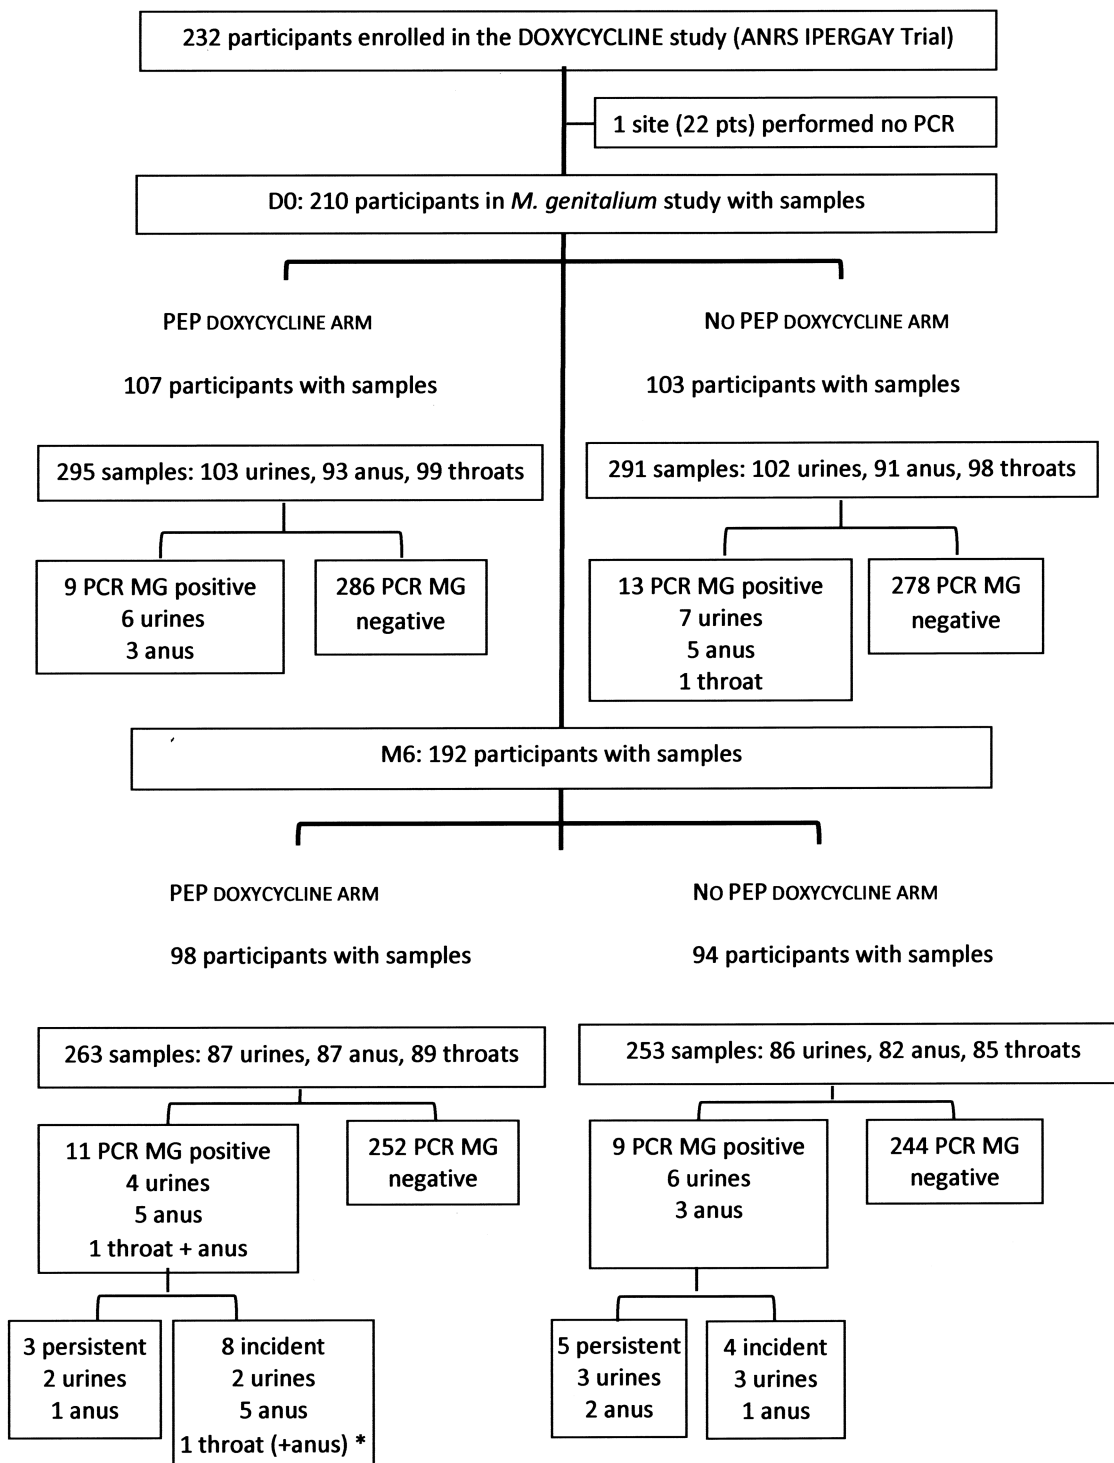 232 participants enrolled in the DOXYCYCLINE study (ANRS IPERGAY Trial)
1 site (22 pts) performed no PCR
D0: 210 participants in M. genitalium study with samples
PEP DOXYCYCLINE ARM
107 participants with samples
295 samples: 103 urines, 93 anus, 99 throats
9 PCR MG positive
6 urines
3 anus
286 PCR MG
negative
NO PEP DOXYCYCLINE ARM
103 participants with samples
291 samples: 102 urines, 91 anus, 98 throats
13 PCR MG positive
7 urines
5 anus
1 throat
278 PCR MG
negative
M6: 192 participants with samples
PEP DOXYCYCLINE ARM
98 participants with samples
263 samples: 87 urines, 87 anus, 89 throats
11 PCR MG positive
4 urines
5 anus
1 throat + anus
252 PCR MG
negative
3 persistent
2 urines
1 anus
8 incident
2 urines
5 anus
1 throat (+anus) *
NO PEP DOXYCYCLINE ARM
94 participants with samples
253 samples: 86 urines, 82 anus, 85 throats
9 PCR MG positive
6 urines
3 anus
244 PCR MG
negative
5 persistent
3 urines
2 anus
4 incident
3 urines
1 anus